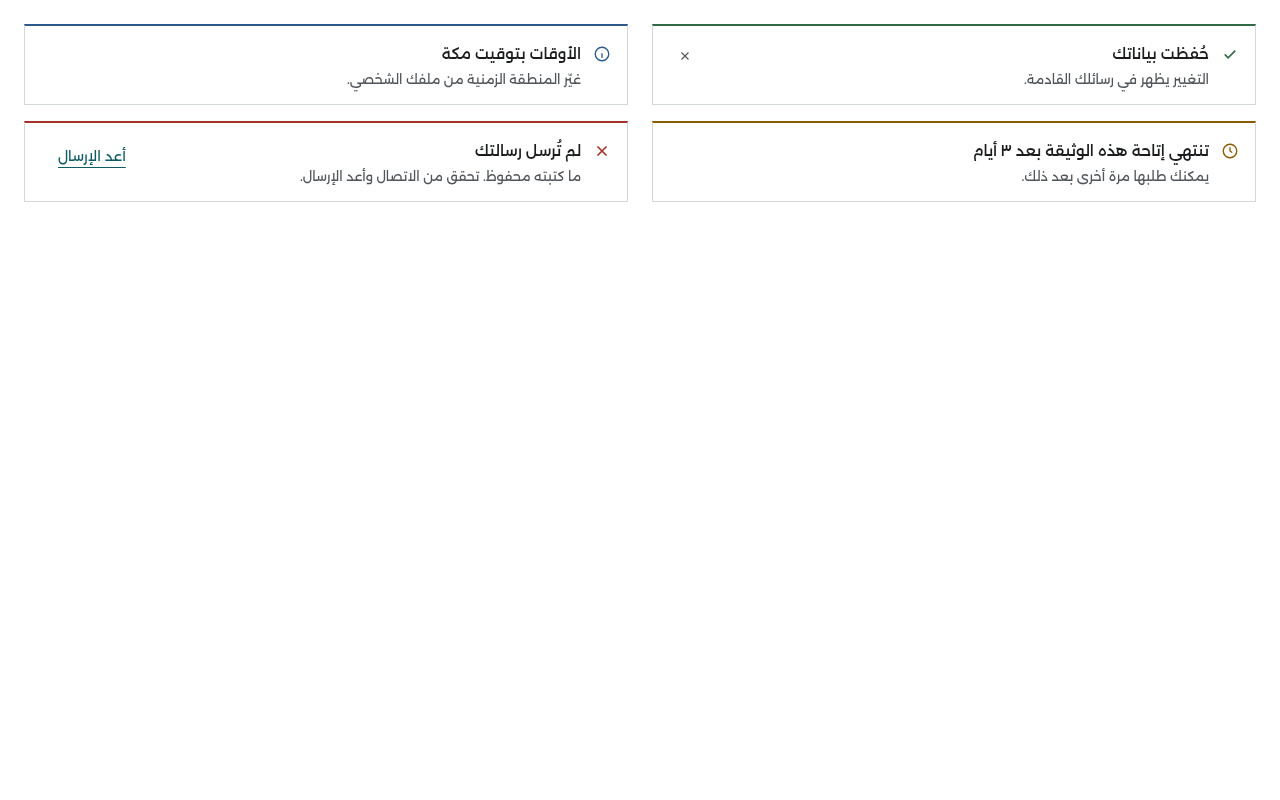 حُفظت بياناتك
التغيير يظهر في رسائلك القادمة.
الأوقات بتوقيت مكة
غيّر المنطقة الزمنية من ملفك الشخصي.
تنتهي إتاحة هذه الوثيقة بعد ٣ أيام
يمكنك طلبها مرة أخرى بعد ذلك.
لم تُرسل رسالتك
ما كتبته محفوظ. تحقق من الاتصال وأعد الإرسال.
أعد الإرسال